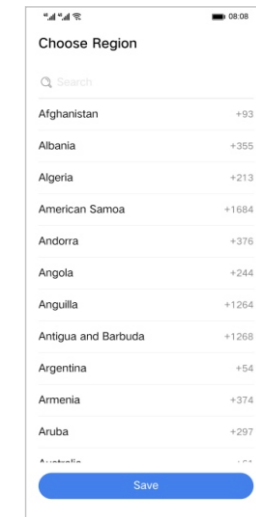 08:08
Choose Region
Search
Afghanistan +93
Albania +355
Algeria +213
American Samoa +1684
Andorra +376
Angola +244
Anguilla +1264
Antigua and Barbuda +1268
Argentina +54
Armenia +374
Aruba +297
Save